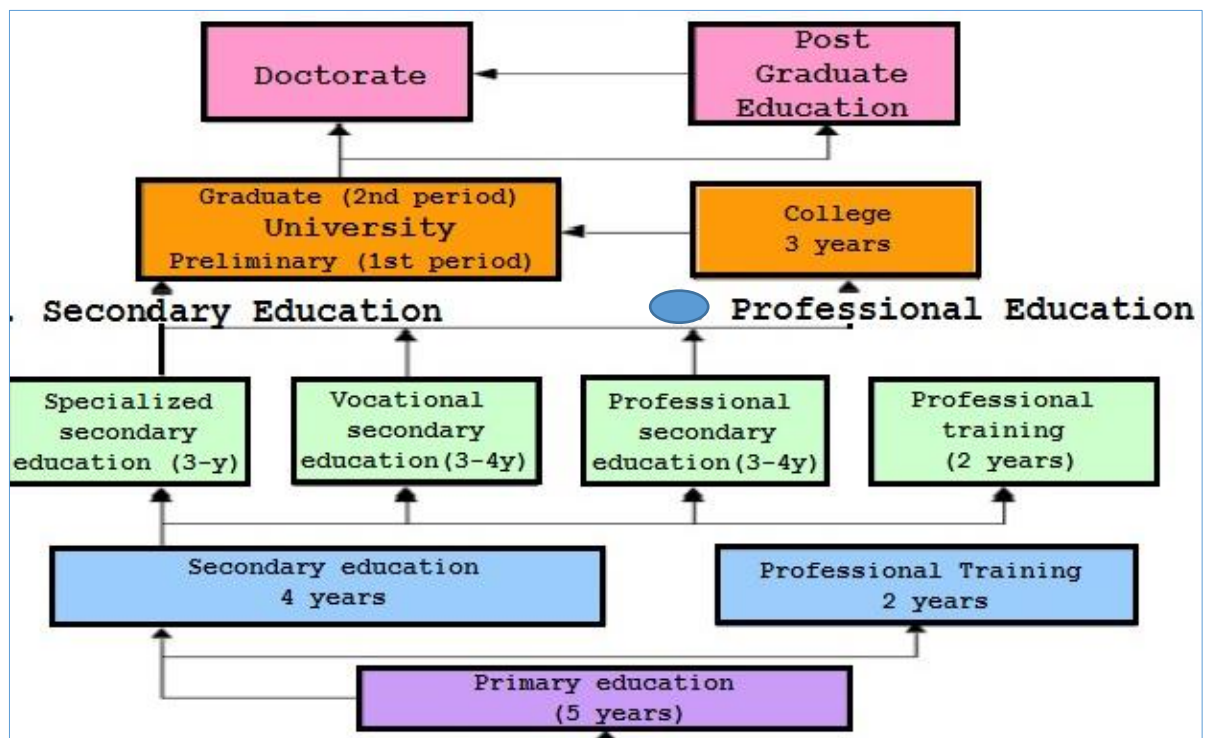 Doctorate
Post
Graduate
Education
Graduate (2nd period)
University
Preliminary (1st period)
College
3 years
. Secondary Education
Professional Education
Specialized
secondary
education (3-y)
Vocational
secondary
education(3-4y)
Professional
secondary
education(3-4y)
Professional
training
(2 years)
Secondary education
4 years
Professional Training
2 years
Primary education
(5 years)